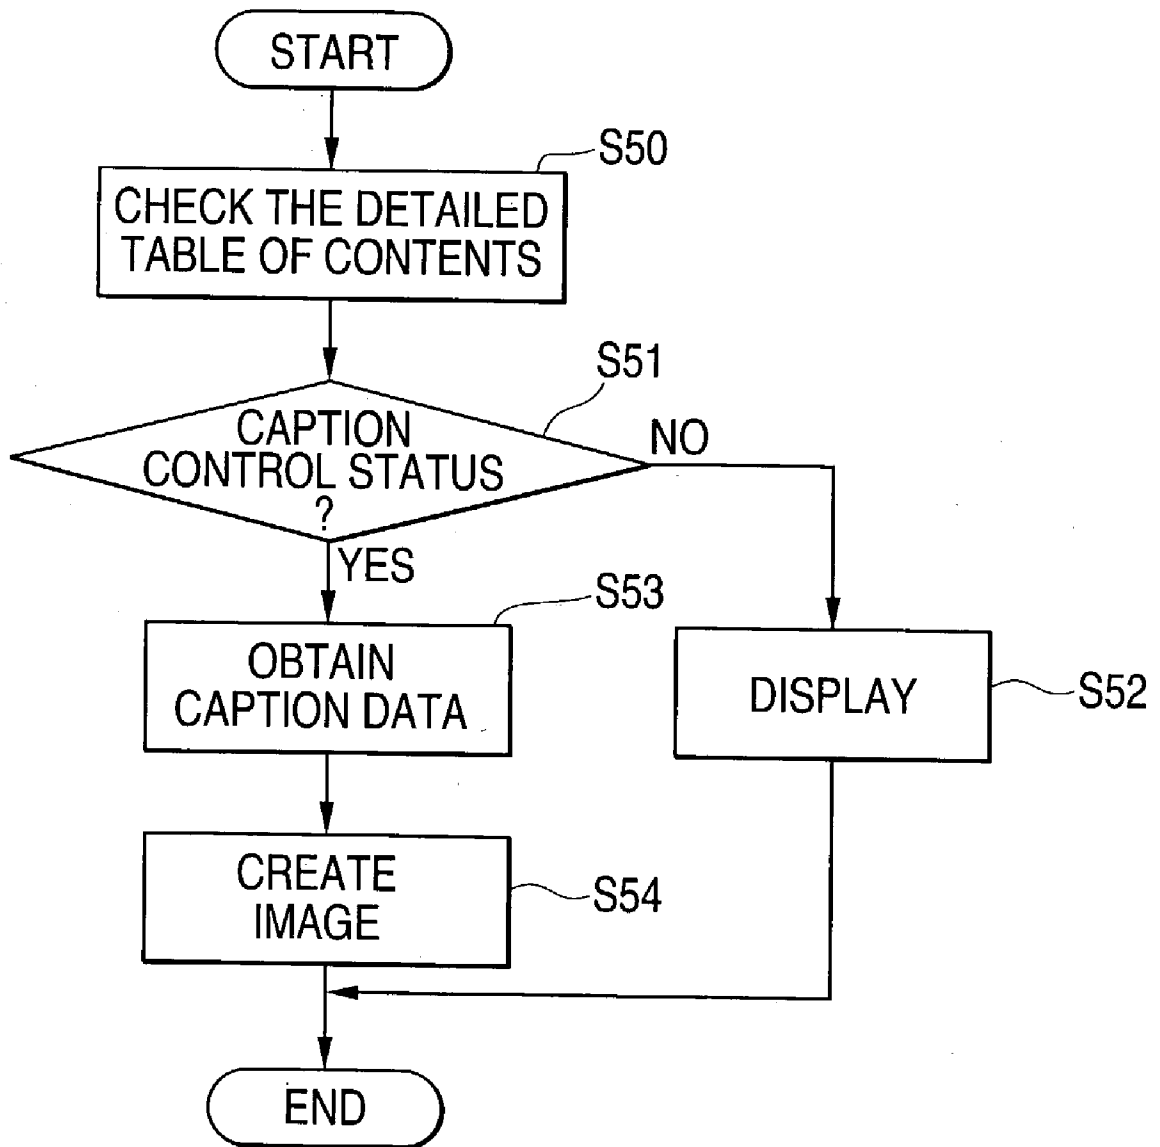 START
S50
CHECK THE DETAILED
TABLE OF CONTENTS
S51
CAPTION
CONTROL STATUS
?
NO
YES
S53
OBTAIN
CAPTION DATA
DISPLAY
S52
CREATE
IMAGE
S54
END